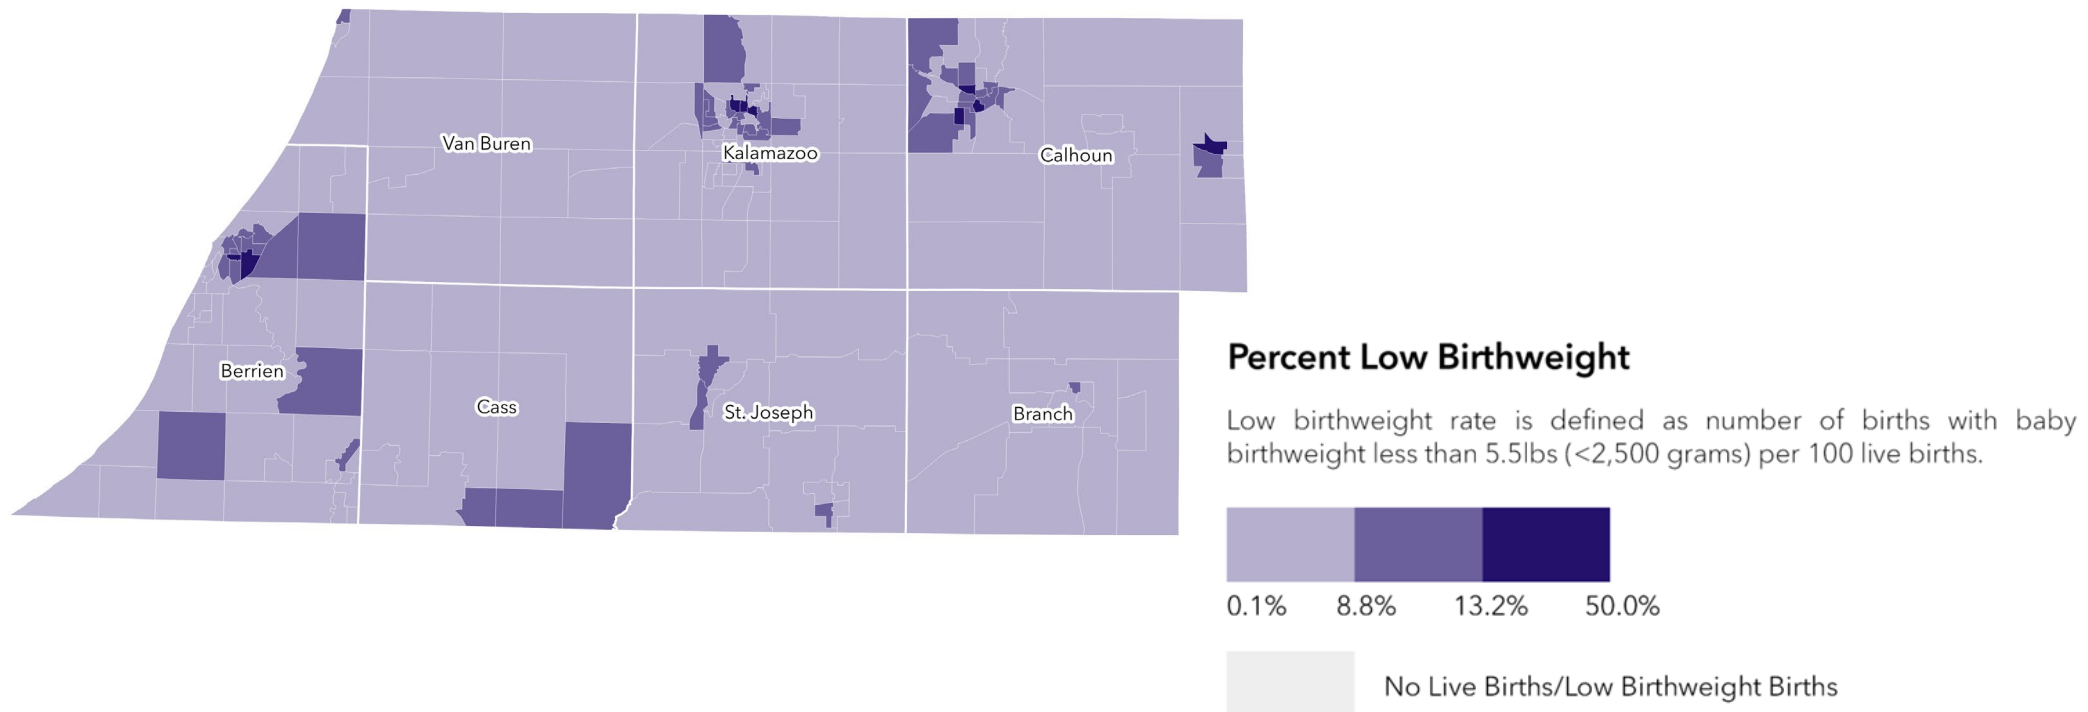 Van Buren
Kalamazoo
Calhoun
Berrien
Cass
St. Joseph
Branch
Percent Low Birthweight
Low birthweight rate is defined as number of births with baby
birthweight less than 5.5lbs (<2,500 grams) per 100 live births.
0.1% 8.8% 13.2% 50.0%
No Live Births/Low Birthweight Births